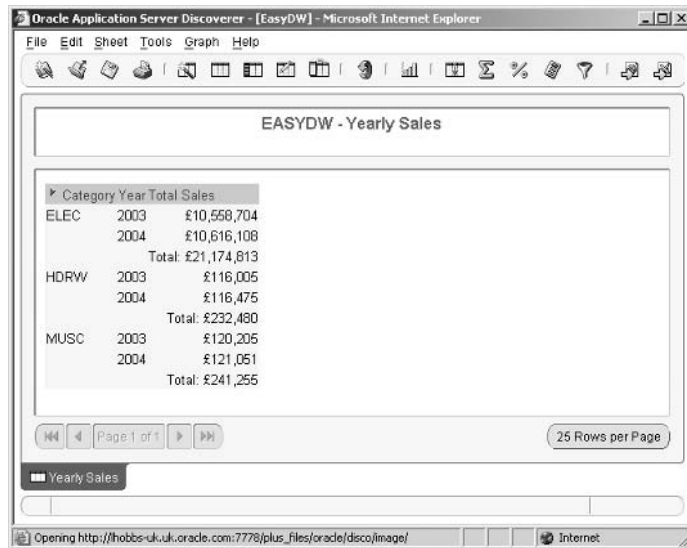 Oracle Application Server Discoverer - [EasyDW] - Microsoft Internet Explorer
File Edit Sheet Tools Graph Help
EASYDW - Yearly Sales
Category Year Total Sales
ELEC 2003 £10,558,704
2004 £10,616,108
Total: £21,174,813
HDRW 2003 £116,005
2004 £116,475
Total: £232,480
MUSC 2003 £120,205
2004 £121,051
Total: £241,255
Page 1 of 1
25 Rows per Page
Yearly Sales
Opening http://lhobbs-uk.uk.oracle.com:7778/plus_files/oracle/disco/image/ Internet